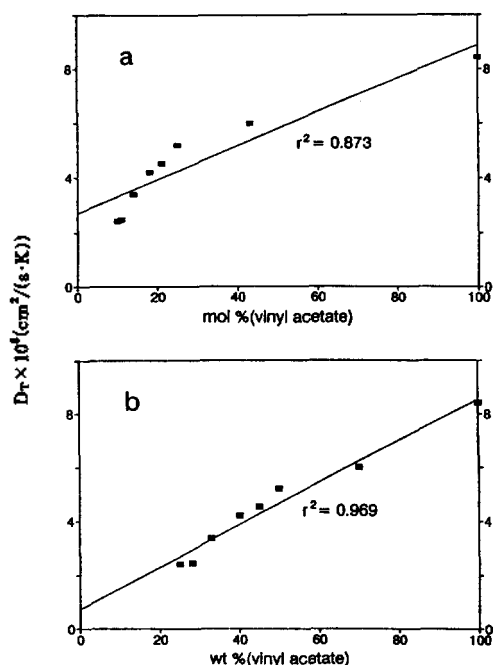 a
8
4
0
8
4
0
r² = 0.873
0 20 40 60 80 100
mol %(vinyl acetate)
D_T × 10⁸(cm²/(s·K))
b
8
4
0
8
4
0
r² = 0.969
0 20 40 60 80 100
wt %(vinyl acetate)